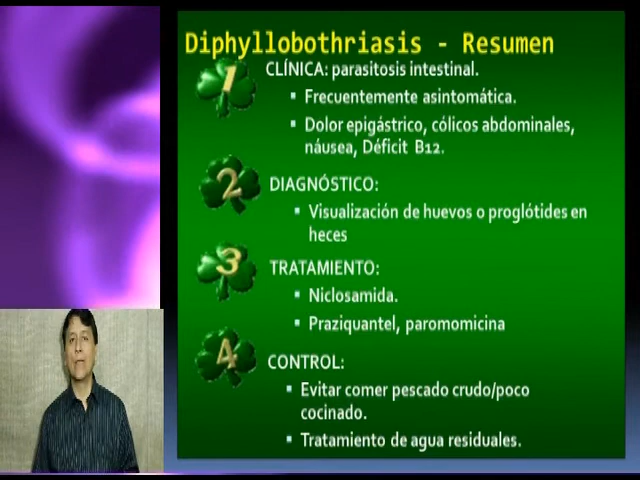 Diphyllobothriasis - Resumen
1 CLÍNICA: parasitosis intestinal.
▪ Frecuentemente asintomática.
▪ Dolor epigástrico, cólicos abdominales,
náusea, Déficit B12.
2 DIAGNÓSTICO:
▪ Visualización de huevos o proglótides en
heces
3 TRATAMIENTO:
▪ Niclosamida.
▪ Praziquantel, paromomicina
4 CONTROL:
▪ Evitar comer pescado crudo/poco
cocinado.
▪ Tratamiento de agua residuales.